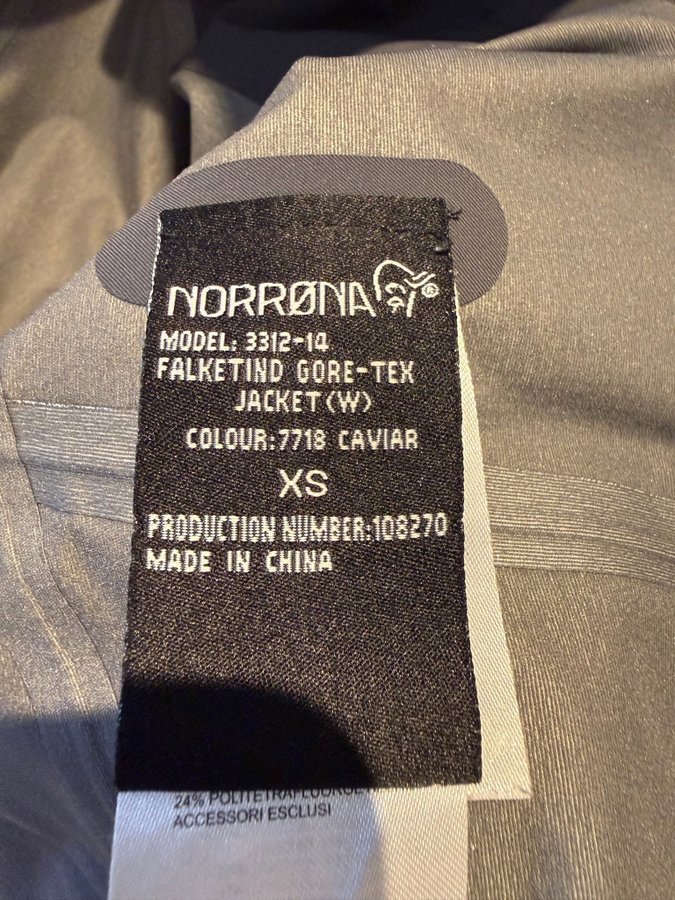 NORRØNA®
MODEL: 3312-14
FALKETIND GORE-TEX
JACKET(W)
COLOUR:7718 CAVIAR
XS
PRODUCTION NUMBER:108270
MADE IN CHINA
24%
ACCESSORI ESCLUSI